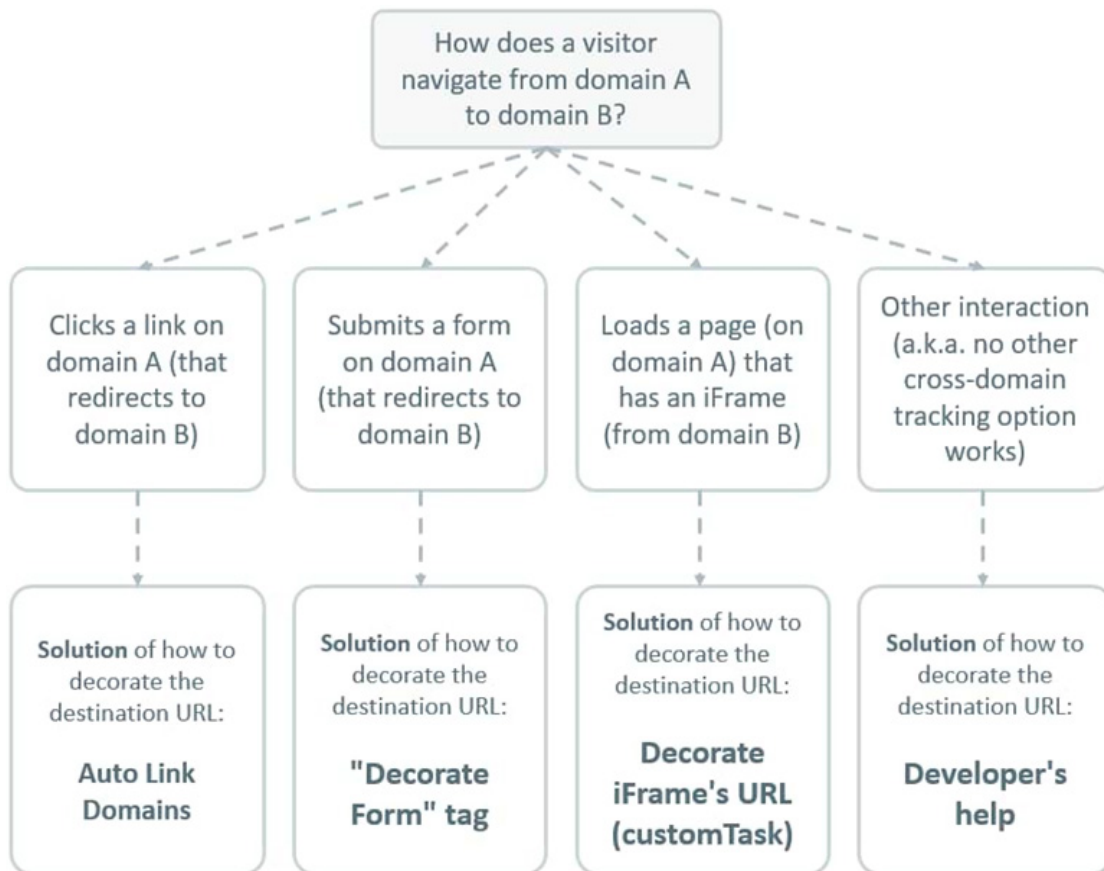 How does a visitor
navigate from domain A
to domain B?
Clicks a link on
domain A (that
redirects to
domain B)
Submits a form
on domain A
(that redirects to
domain B)
Loads a page (on
domain A) that
has an iFrame
(from domain B)
Other interaction
(a.k.a. no other
cross-domain
tracking option
works)
Solution of how to
decorate the
destination URL:
Auto Link
Domains
Solution of how to
decorate the
destination URL:
"Decorate
Form" tag
Solution of how to
decorate the
destination URL:
Decorate
iFrame's URL
(customTask)
Solution of how to
decorate the
destination URL:
Developer's
help